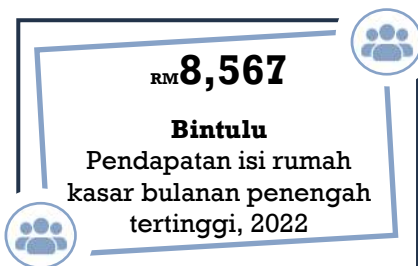 RM8,567
Bintulu
Pendapatan isi rumah
kasar bulanan penengah
tertinggi, 2022